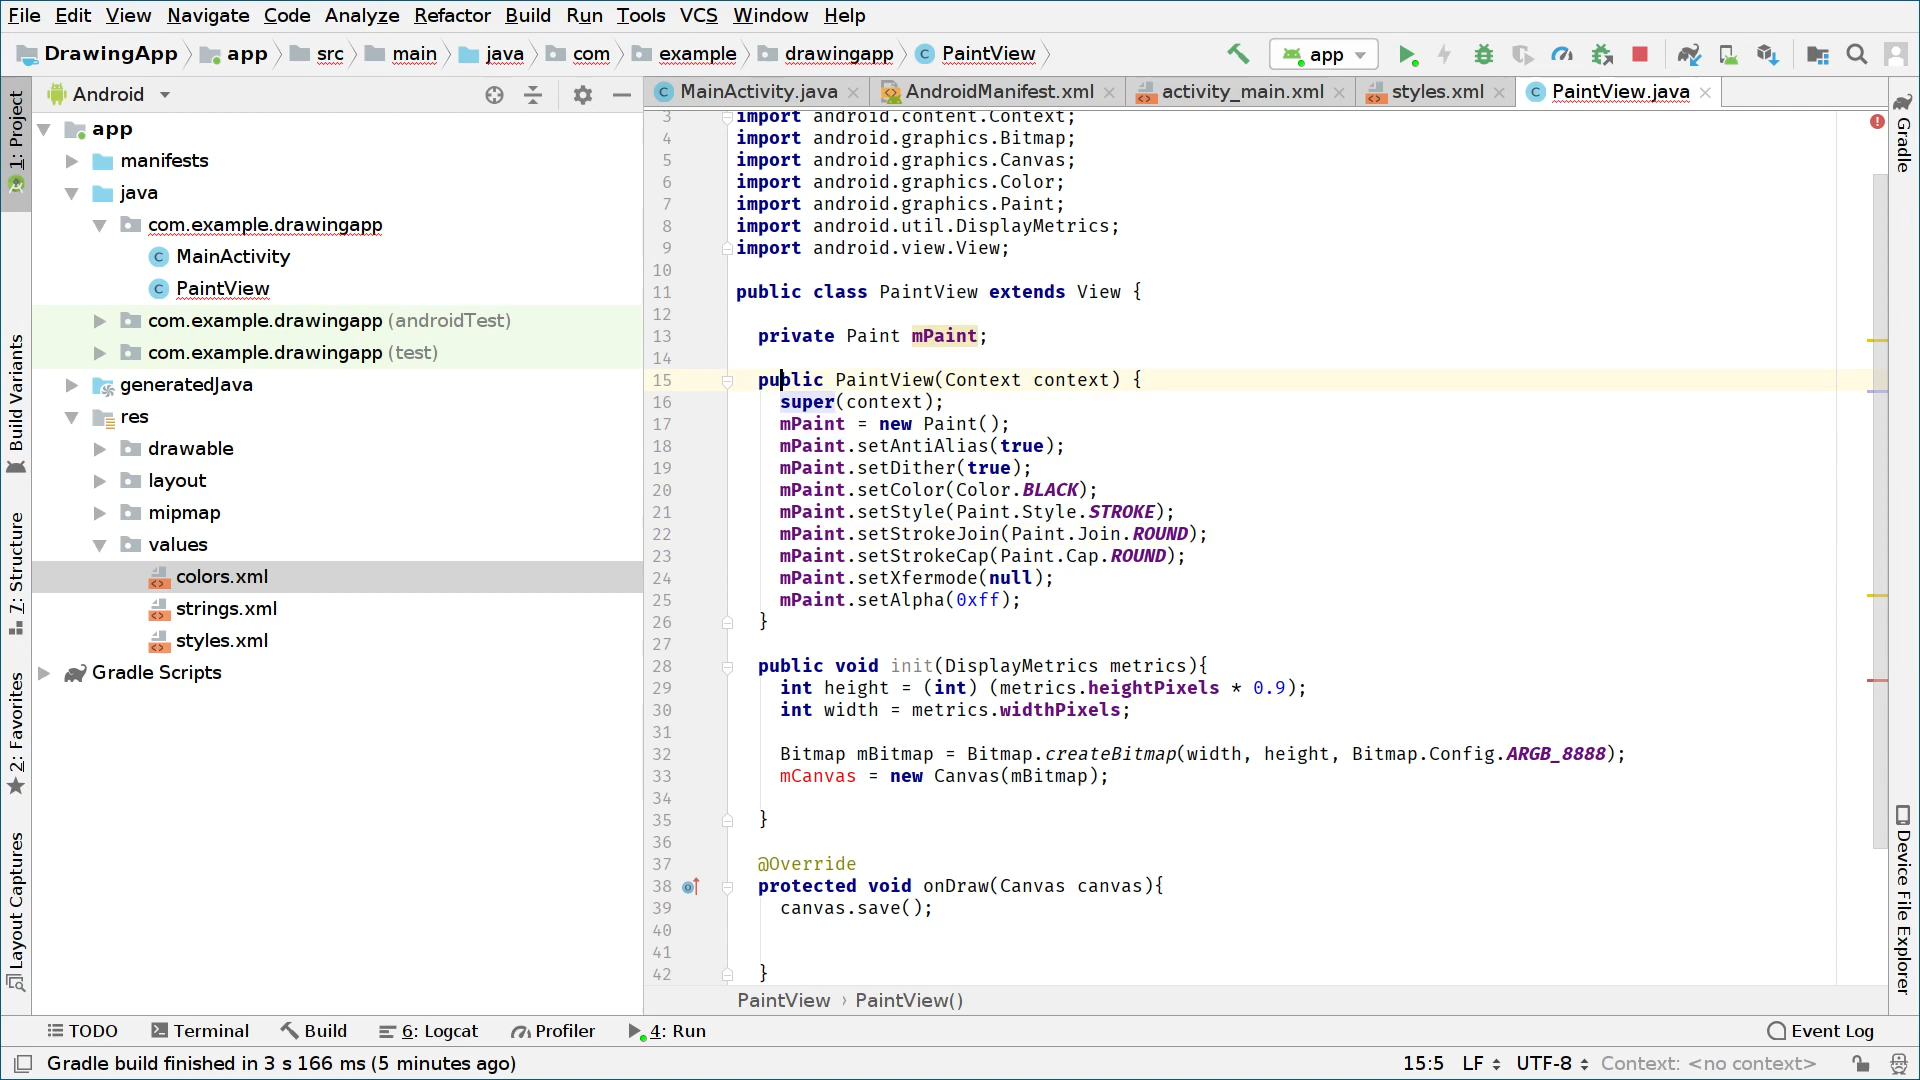 File Edit View Navigate Code Analyze Refactor Build Run Tools VCS Window Help
DrawingApp app src main java com example drawingapp PaintView app
Android
MainActivity.java AndroidManifest.xml activity_main.xml styles.xml PaintView.java
1: Project
Build Variants
7: Structure
2: Favorites
Layout Captures
app
manifests
java
com.example.drawingapp
MainActivity
PaintView
com.example.drawingapp (androidTest)
com.example.drawingapp (test)
generatedJava
res
drawable
layout
mipmap
values
colors.xml
strings.xml
styles.xml
Gradle Scripts
3 import android.content.Context;
4 import android.graphics.Bitmap;
5 import android.graphics.Canvas;
6 import android.graphics.Color;
7 import android.graphics.Paint;
8 import android.util.DisplayMetrics;
9 import android.view.View;
10
11 public class PaintView extends View {
12
13 private Paint mPaint;
14
15 public PaintView(Context context) {
16 super(context);
17 mPaint = new Paint();
18 mPaint.setAntiAlias(true);
19 mPaint.setDither(true);
20 mPaint.setColor(Color.BLACK);
21 mPaint.setStyle(Paint.Style.STROKE);
22 mPaint.setStrokeJoin(Paint.Join.ROUND);
23 mPaint.setStrokeCap(Paint.Cap.ROUND);
24 mPaint.setXfermode(null);
25 mPaint.setAlpha(0xff);
26 }
27
28 public void init(DisplayMetrics metrics){
29 int height = (int) (metrics.heightPixels * 0.9);
30 int width = metrics.widthPixels;
31
32 Bitmap mBitmap = Bitmap.createBitmap(width, height, Bitmap.Config.ARGB_8888);
33 mCanvas = new Canvas(mBitmap);
34
35 }
36
37 @Override
38 protected void onDraw(Canvas canvas){
39 canvas.save();
40
41
42 }
PaintView › PaintView()
Gradle
Device File Explorer
TODO Terminal Build 6: Logcat Profiler 4: Run Event Log
Gradle build finished in 3 s 166 ms (5 minutes ago) 15:5 LF UTF-8 Context: <no context>